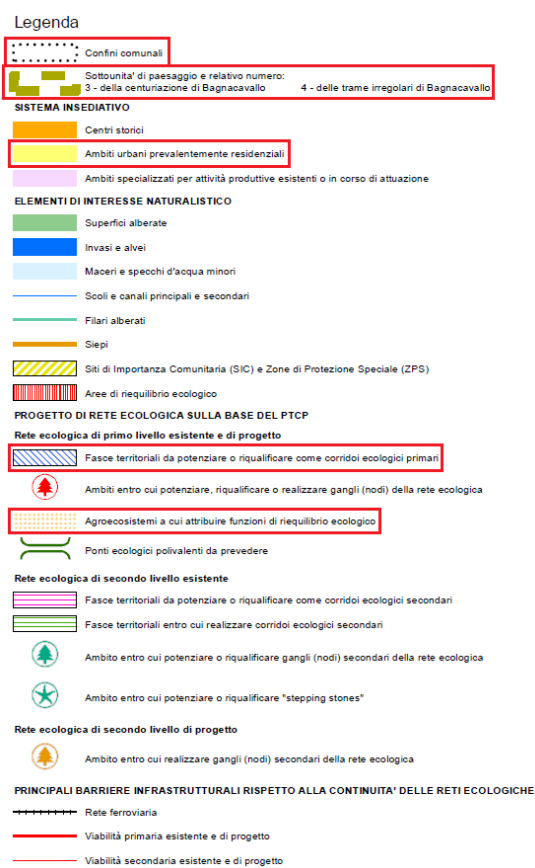 Legenda
Confini comunali
Sottounita' di paesaggio e relativo numero:
3 - della centuriazione di Bagnacavallo 4 - delle trame irregolari di Bagnacavallo
SISTEMA INSEDIATIVO
Centri storici
Ambiti urbani prevalentemente residenziali
Ambiti specializzati per attività produttive esistenti o in corso di attuazione
ELEMENTI DI INTERESSE NATURALISTICO
Superfici alberate
Invasi e alvei
Maceri e specchi d'acqua minori
Scoli e canali principali e secondari
Filari alberati
Siepi
Siti di Importanza Comunitaria (SIC) e Zone di Protezione Speciale (ZPS)
Aree di riequilibrio ecologico
PROGETTO DI RETE ECOLOGICA SULLA BASE DEL PTCP
Rete ecologica di primo livello esistente e di progetto
Fasce territoriali da potenziare o riqualificare come corridoi ecologici primari
Ambiti entro cui potenziare, riqualificare o realizzare gangli (nodi) della rete ecologica
Agroecosistemi a cui attribuire funzioni di riequilibrio ecologico
Ponti ecologici polivalenti da prevedere
Rete ecologica di secondo livello esistente
Fasce territoriali da potenziare o riqualificare come corridoi ecologici secondari
Fasce territoriali entro cui realizzare corridoi ecologici secondari
Ambito entro cui potenziare o riqualificare gangli (nodi) secondari della rete ecologica
Ambito entro cui potenziare o riqualificare "stepping stones"
Rete ecologica di secondo livello di progetto
Ambito entro cui realizzare gangli (nodi) secondari della rete ecologica
PRINCIPALI BARRIERE INFRASTRUTTURALI RISPETTO ALLA CONTINUITA' DELLE RETI ECOLOGICHE
Rete ferroviaria
Viabilità primaria esistente e di progetto
Viabilità secondaria esistente e di progetto